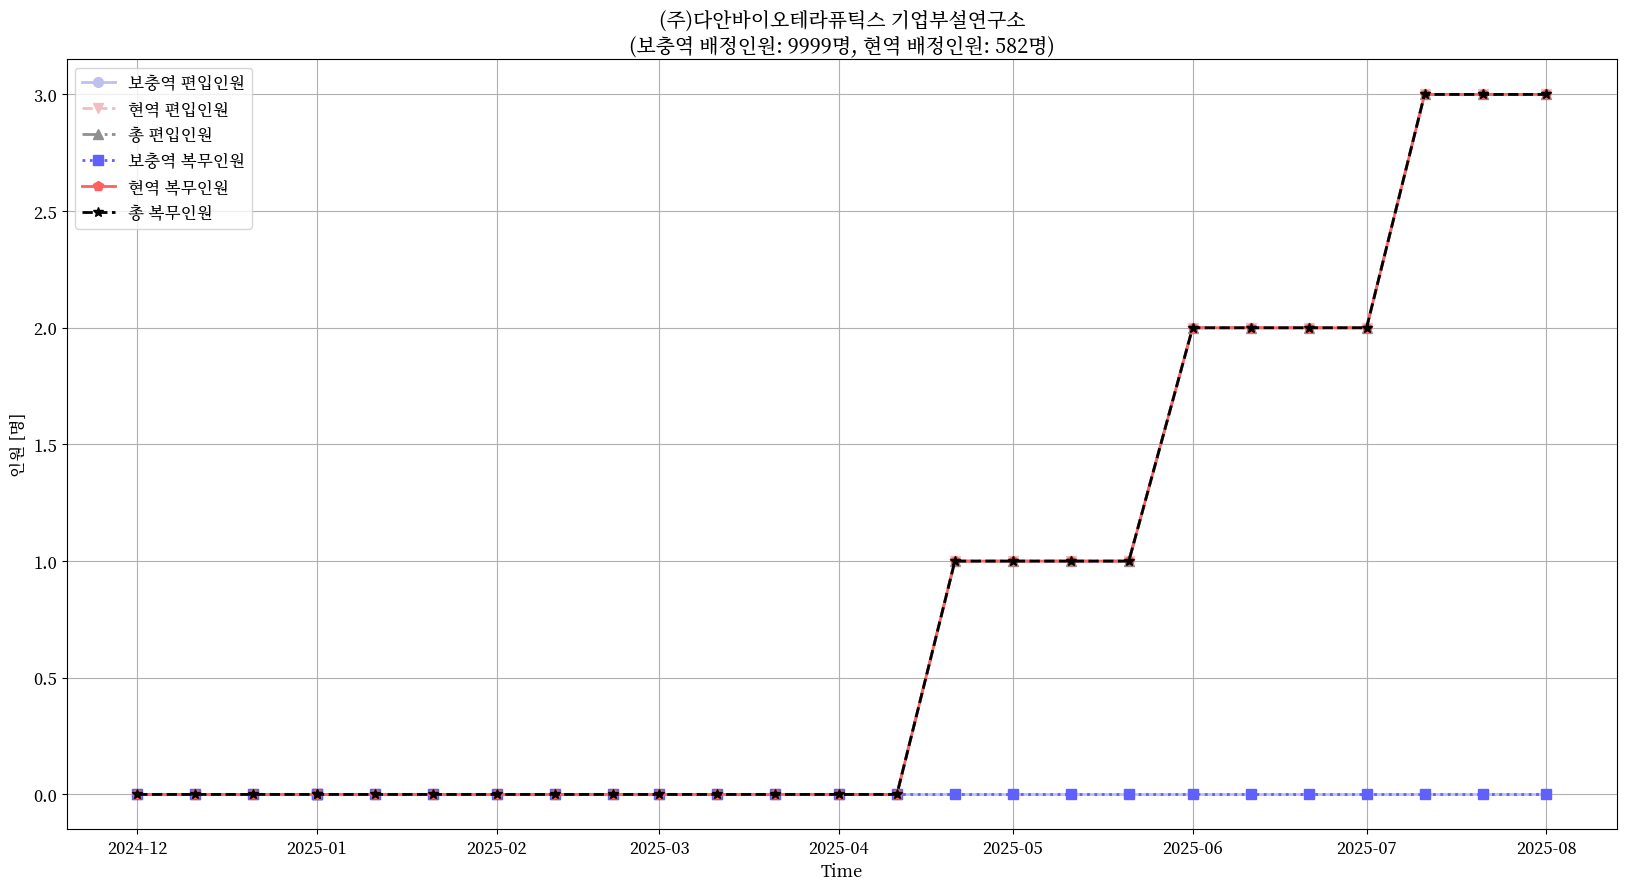 (주)다안바이오테라퓨틱스 기업부설연구소
(보충역 배정인원: 9999명, 현역 배정인원: 582명)
보충역 편입인원
현역 편입인원
총 편입인원
보충역 복무인원
현역 복무인원
총 복무인원
3.0
2.5
2.0
1.5
1.0
0.5
0.0
인원 [명]
2024-12 2025-01 2025-02 2025-03 2025-04 2025-05 2025-06 2025-07 2025-08
Time